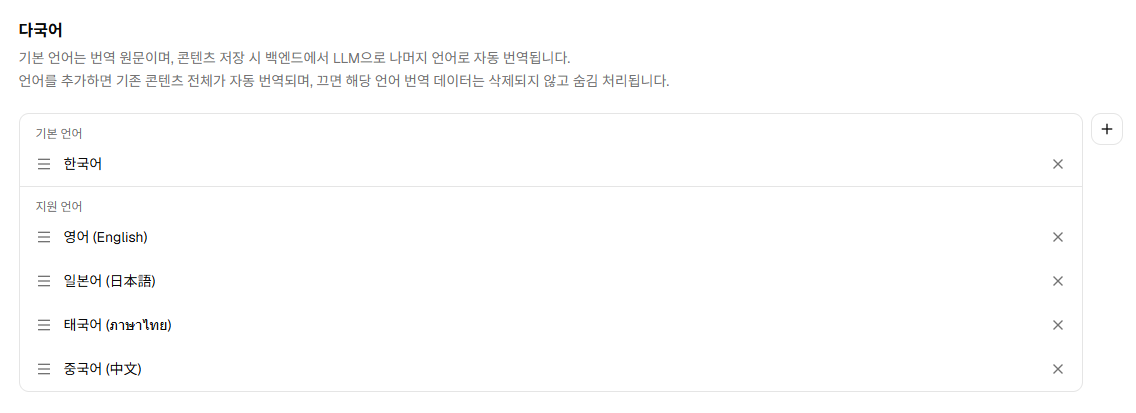 다국어
기본 언어는 번역 원문이며, 콘텐츠 저장 시 백엔드에서 LLM으로 나머지 언어로 자동 번역됩니다.
언어를 추가하면 기존 콘텐츠 전체가 자동 번역되며, 끄면 해당 언어 번역 데이터는 삭제되지 않고 숨김 처리됩니다.
기본 언어
한국어
지원 언어
영어 (English)
일본어 (日本語)
태국어 (ภาษาไทย)
중국어 (中文)